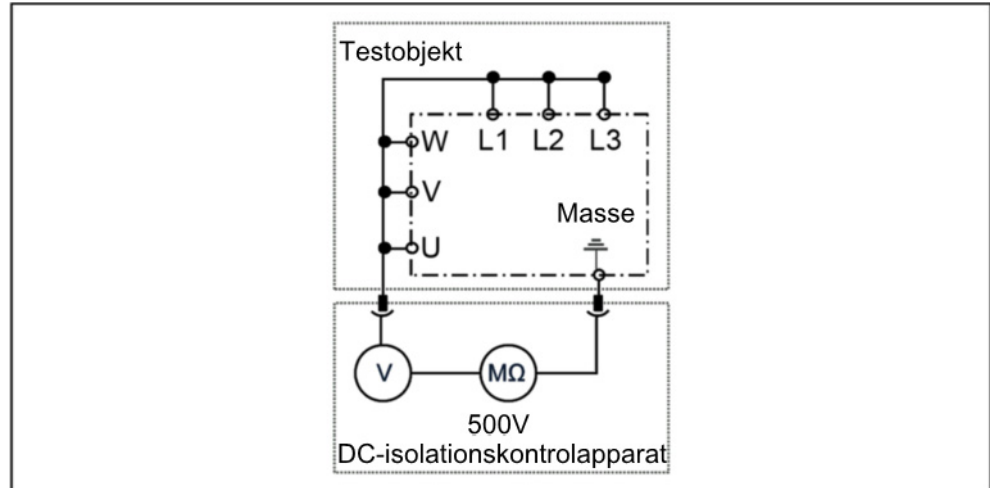 Testobjekt
W L1 L2 L3
V
Masse
U
V MΩ
500V
DC-isolationskontrolapparat